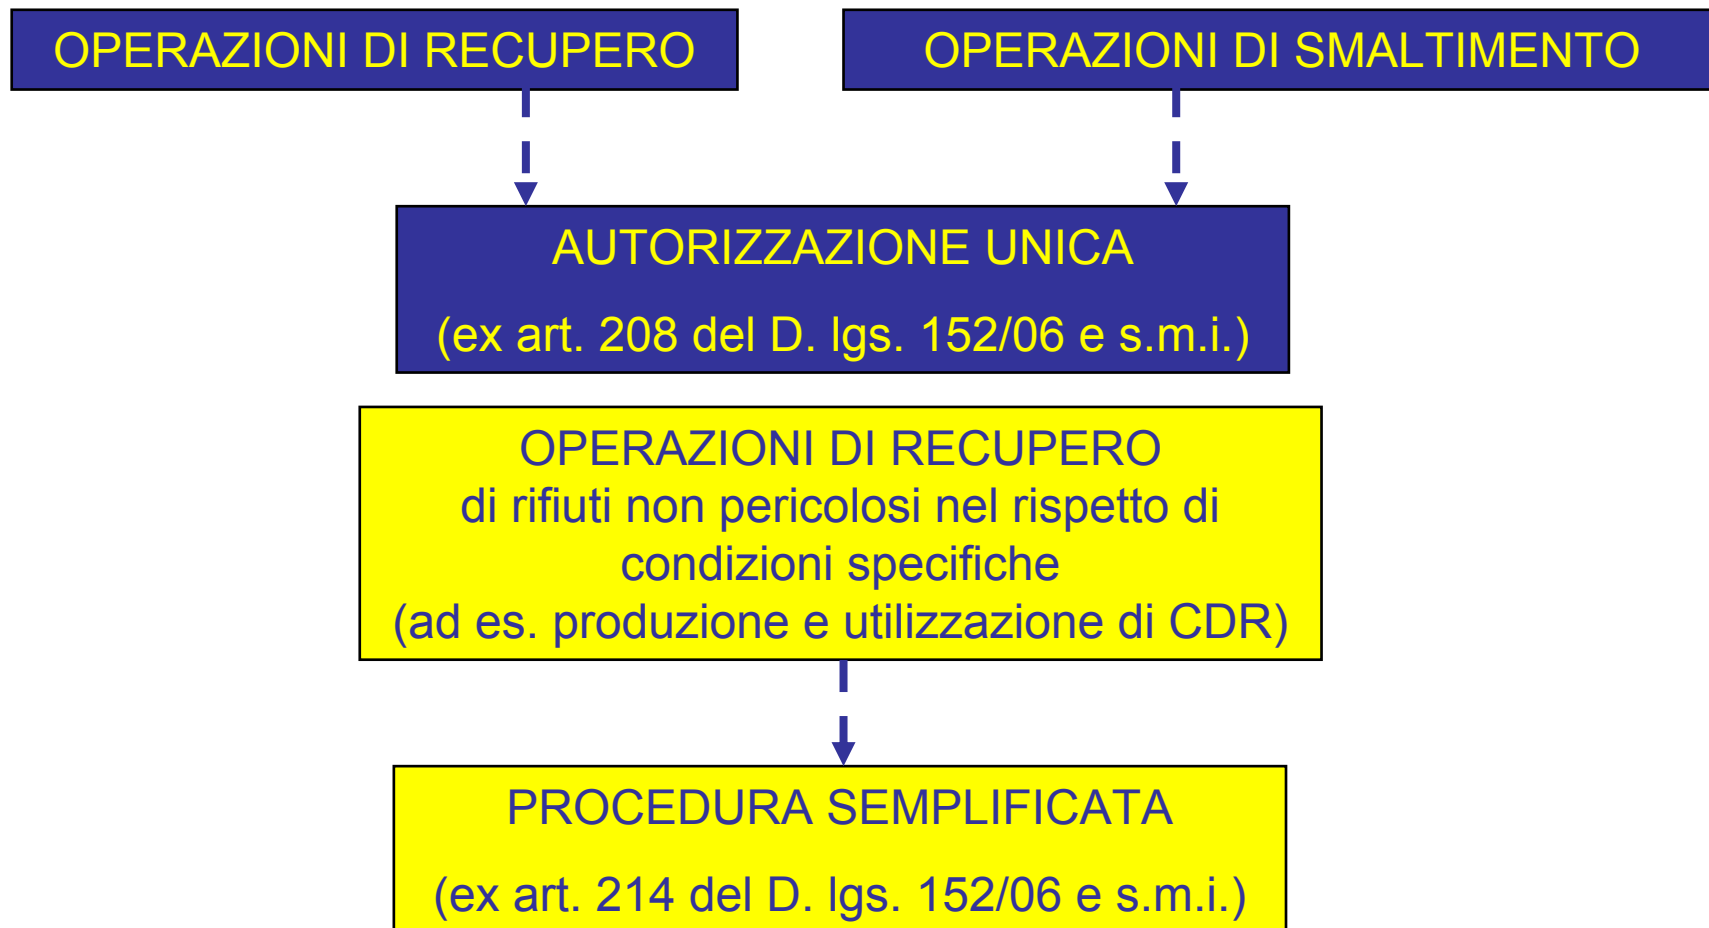 OPERAZIONI DI RECUPERO
OPERAZIONI DI SMALTIMENTO
AUTORIZZAZIONE UNICA
(ex art. 208 del D. lgs. 152/06 e s.m.i.)
OPERAZIONI DI RECUPERO
di rifiuti non pericolosi nel rispetto di
condizioni specifiche
(ad es. produzione e utilizzazione di CDR)
PROCEDURA SEMPLIFICATA
(ex art. 214 del D. lgs. 152/06 e s.m.i.)